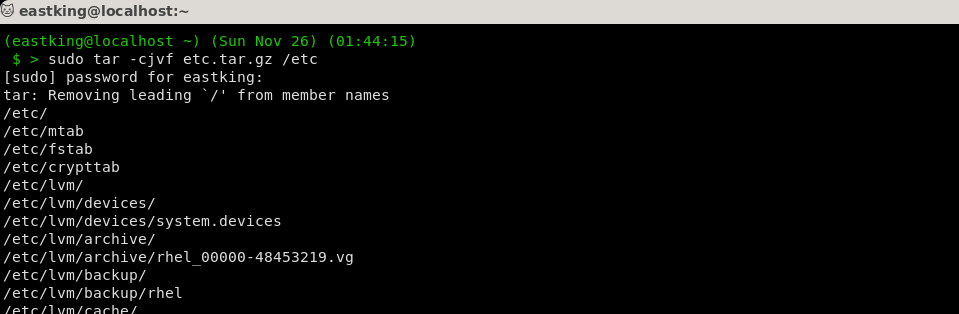 eastking@localhost:~
(eastking@localhost ~) (Sun Nov 26) (01:44:15)
$ > sudo tar -cjvf etc.tar.gz /etc
[sudo] password for eastking:
tar: Removing leading `/' from member names
/etc/
/etc/mtab
/etc/fstab
/etc/crypttab
/etc/lvm/
/etc/lvm/devices/
/etc/lvm/devices/system.devices
/etc/lvm/archive/
/etc/lvm/archive/rhel_00000-48453219.vg
/etc/lvm/backup/
/etc/lvm/backup/rhel
/etc/lvm/cache/